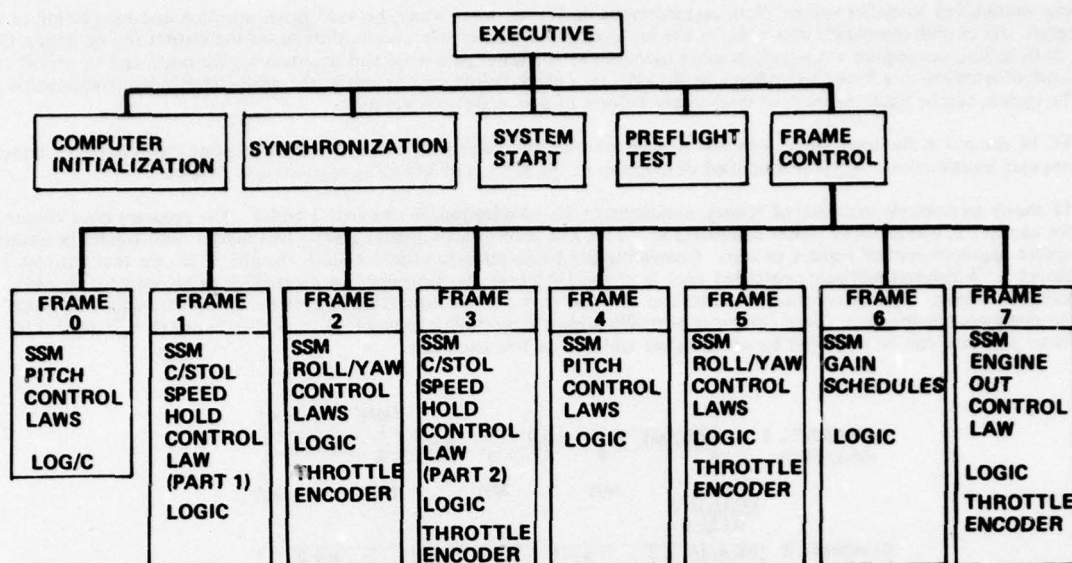 EXECUTIVE
COMPUTER
INITIALIZATION
SYNCHRONIZATION
SYSTEM
START
PREFLIGHT
TEST
FRAME
CONTROL
FRAME
0
SSM
PITCH
CONTROL
LAWS
LOG/C
FRAME
1
SSM
C/STOL
SPEED
HOLD
CONTROL
LAW
(PART 1)
LOGIC
FRAME
2
SSM
ROLL/YAW
CONTROL
LAWS
LOGIC
THROTTLE
ENCODER
FRAME
3
SSM
C/STOL
SPEED
HOLD
CONTROL
LAW
(PART 2)
LOGIC
THROTTLE
ENCODER
FRAME
4
SSM
PITCH
CONTROL
LAWS
LOGIC
FRAME
5
SSM
ROLL/YAW
CONTROL
LAWS
LOGIC
THROTTLE
ENCODER
FRAME
6
SSM
GAIN
SCHEDULES
LOGIC
FRAME
7
SSM
ENGINE
OUT
CONTROL
LAW
LOGIC
THROTTLE
ENCODER